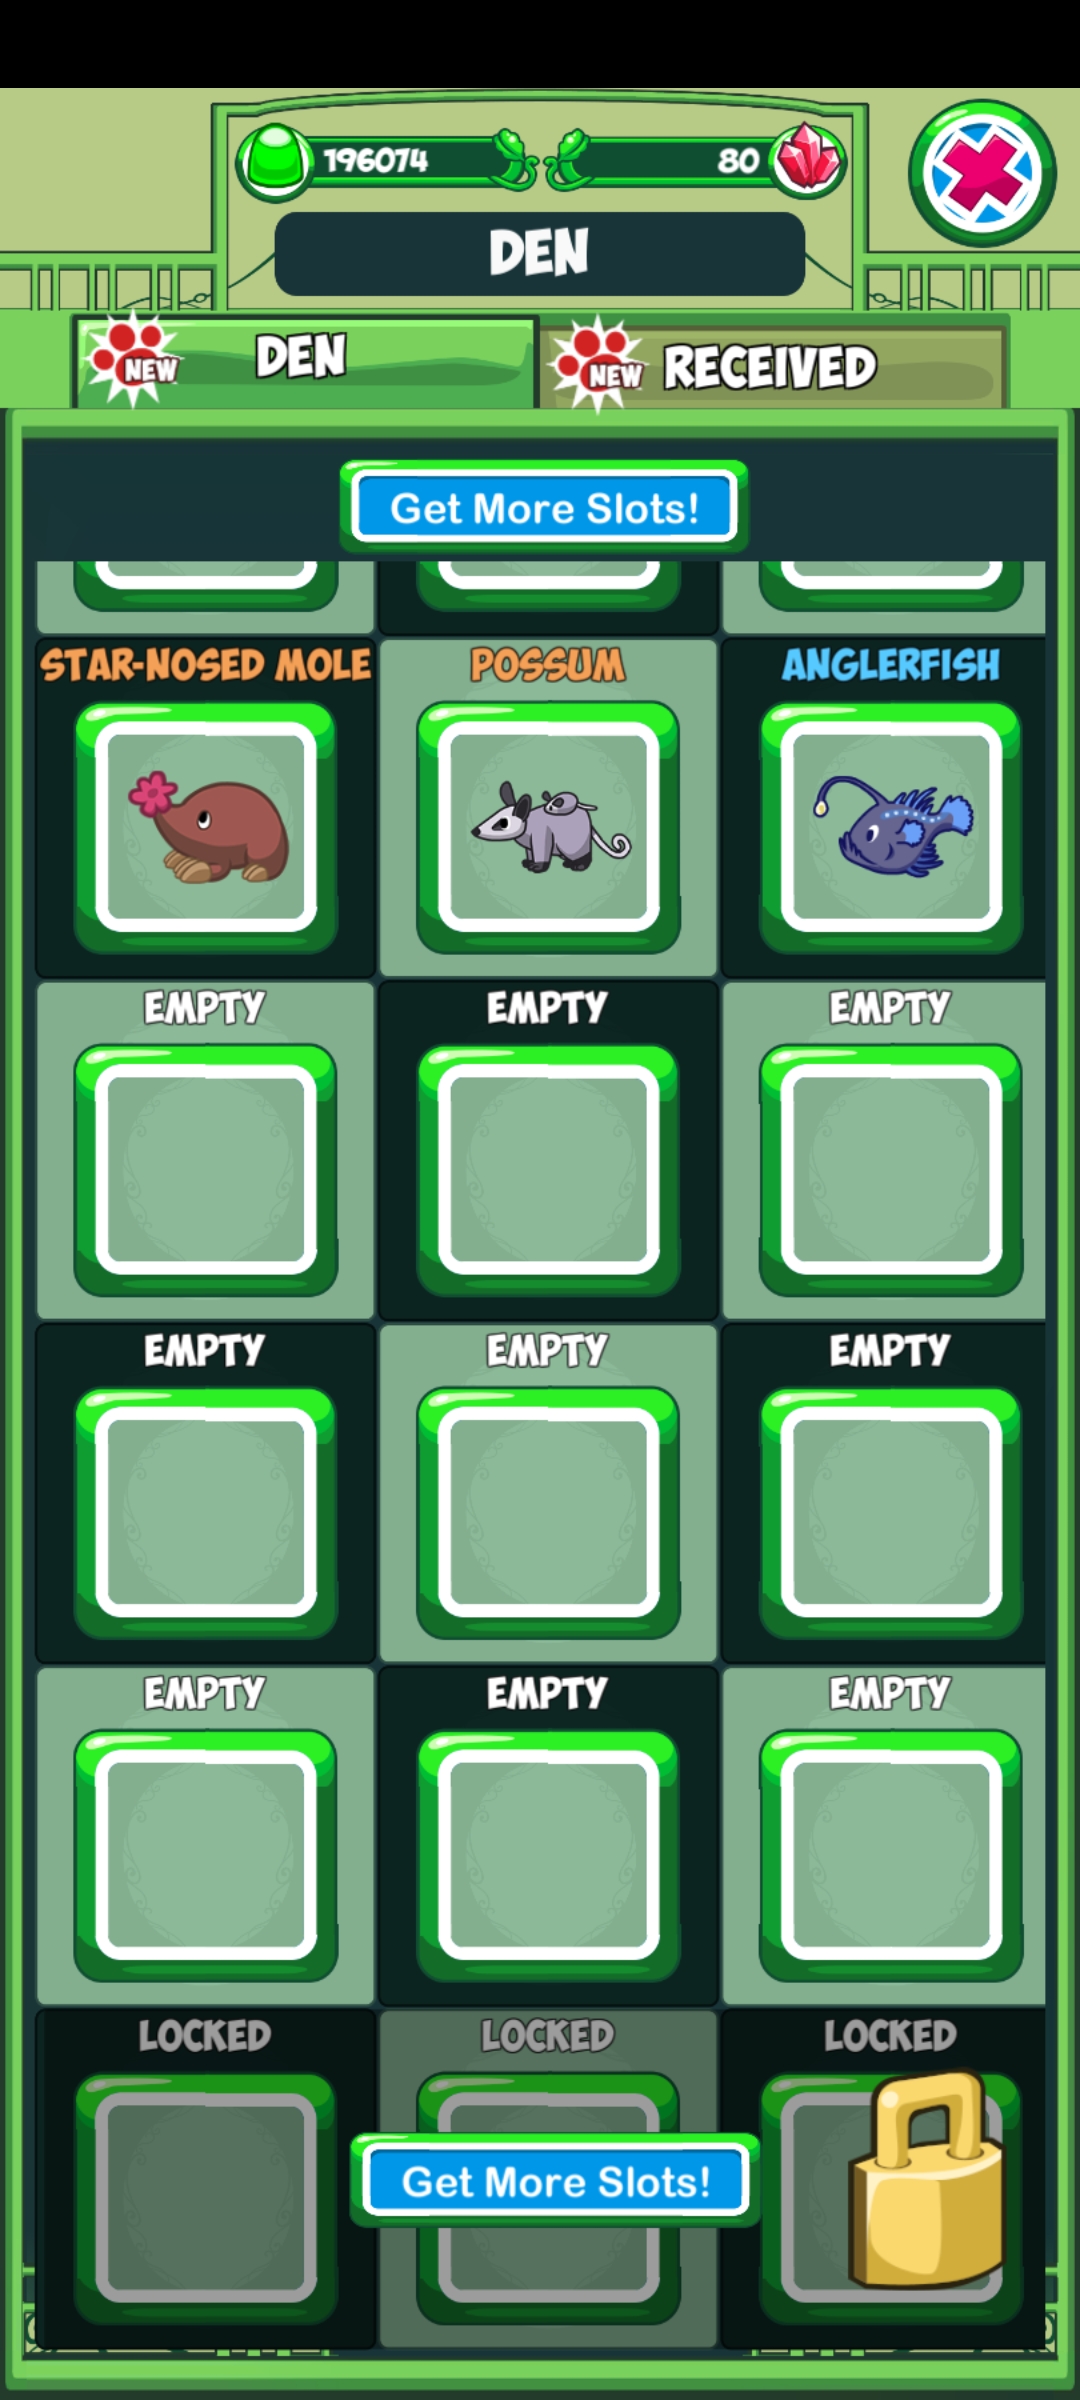 196074
80
DEN
NEW
DEN
NEW
RECEIVED
Get More Slots!
STAR-NOSED MOLE
POSSUM
ANGLERFISH
EMPTY
EMPTY
EMPTY
EMPTY
EMPTY
EMPTY
EMPTY
EMPTY
EMPTY
LOCKED
LOCKED
LOCKED
Get More Slots!